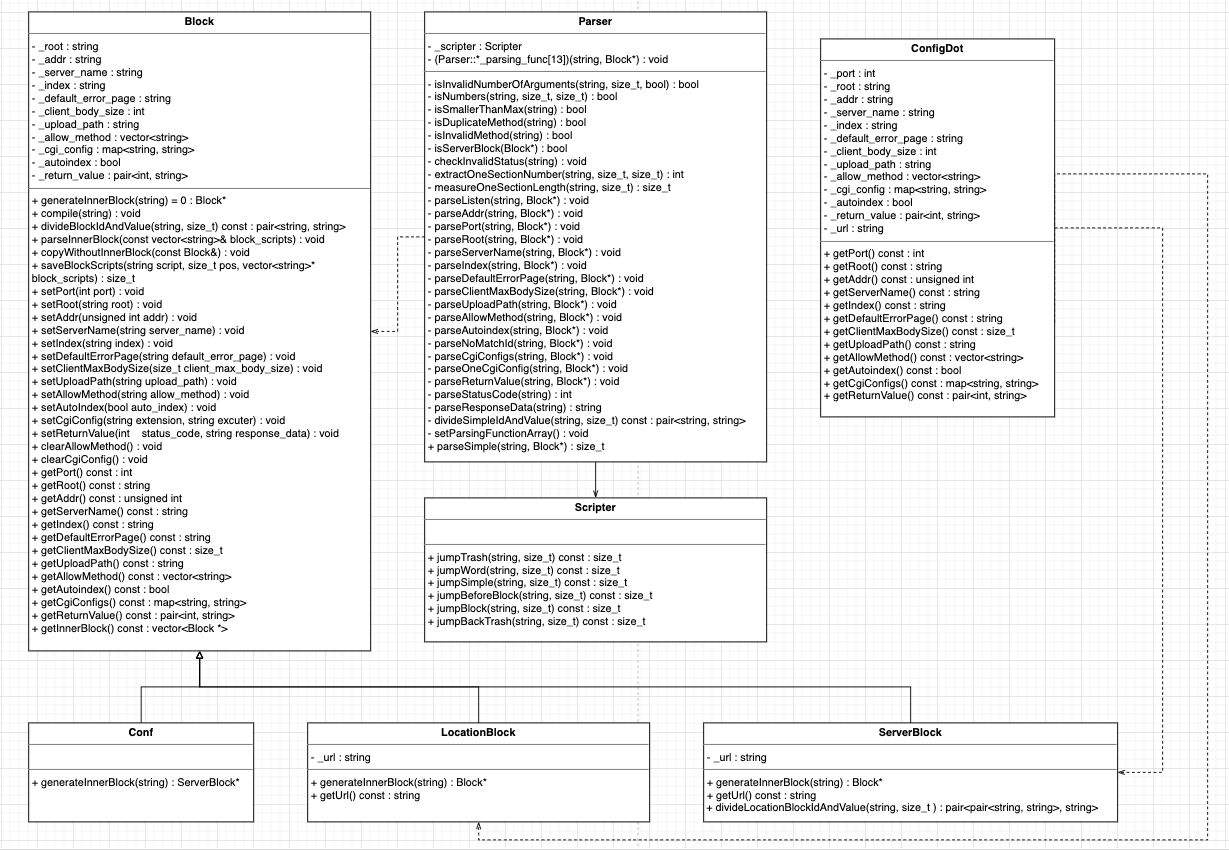 Block
- _root : string
- _addr : string
- _server_name : string
- _index : string
- _default_error_page : string
- _client_body_size : int
- _upload_path : string
- _allow_method : vector<string>
- _cgi_config : map<string, string>
- _autoindex : bool
- _return_value : pair<int, string>
+ generateInnerBlock(string) = 0 : Block*
+ compile(string) : void
+ divideBlockIdAndValue(string, size_t) const : pair<string, string>
+ parseInnerBlock(const vector<string>& block_scripts) : void
+ copyWithoutInnerBlock(const Block&) : void
+ saveBlockScripts(string script, size_t pos, vector<string>*
block_scripts) : size_t
+ setPort(int port) : void
+ setRoot(string root) : void
+ setAddr(unsigned int addr) : void
+ setServerName(string server_name) : void
+ setIndex(string index) : void
+ setDefaultErrorPage(string default_error_page) : void
+ setClientMaxBodySize(size_t client_max_body_size) : void
+ setUploadPath(string upload_path) : void
+ setAllowMethod(string allow_method) : void
+ setAutoIndex(bool auto_index) : void
+ setCgiConfig(string extension, string excuter) : void
+ setReturnValue(int    status_code, string response_data) : void
+ clearAllowMethod() : void
+ clearCgiConfig() : void
+ getPort() const : int
+ getRoot() const : string
+ getAddr() const : unsigned int
+ getServerName() const : string
+ getIndex() const : string
+ getDefaultErrorPage() const : string
+ getClientMaxBodySize() const : size_t
+ getUploadPath() const : string
+ getAllowMethod() const : vector<string>
+ getAutoindex() const : bool
+ getCgiConfigs() const : map<string, string>
+ getReturnValue() const : pair<int, string>
+ getInnerBlock() const : vector<Block *>
Parser
- _scripter : Scripter
- (Parser::*_parsing_func[13])(string, Block*) : void
- isInvalidNumberOfArguments(string, size_t, bool) : bool
- isNumbers(string, size_t, size_t) : bool
- isSmallerThanMax(string) : bool
- isDuplicateMethod(string) : bool
- isInvalidMethod(string) : bool
- isServerBlock(Block*) : bool
- checkInvalidStatus(string) : void
- extractOneSectionNumber(string, size_t, size_t) : int
- measureOneSectionLength(string, size_t) : size_t
- parseListen(string, Block*) : void
- parseAddr(string, Block*) : void
- parsePort(string, Block*) : void
- parseRoot(string, Block*) : void
- parseServerName(string, Block*) : void
- parseIndex(string, Block*) : void
- parseDefaultErrorPage(string, Block*) : void
- parseClientMaxBodySize(string, Block*) : void
- parseUploadPath(string, Block*) : void
- parseAllowMethod(string, Block*) : void
- parseAutoindex(string, Block*) : void
- parseNoMatchId(string, Block*) : void
- parseCgiConfigs(string, Block*) : void
- parseOneCgiConfig(string, Block*) : void
- parseReturnValue(string, Block*) : void
- parseStatusCode(string) : int
- parseResponseData(string) : string
- divideSimpleIdAndValue(string, size_t) const : pair<string, string>
- setParsingFunctionArray() : void
+ parseSimple(string, Block*) : size_t
ConfigDot
- _port : int
- _root : string
- _addr : string
- _server_name : string
- _index : string
- _default_error_page : string
- _client_body_size : int
- _upload_path : string
- _allow_method : vector<string>
- _cgi_config : map<string, string>
- _autoindex : bool
- _return_value : pair<int, string>
- _url : string
+ getPort() const : int
+ getRoot() const : string
+ getAddr() const : unsigned int
+ getServerName() const : string
+ getIndex() const : string
+ getDefaultErrorPage() const : string
+ getClientMaxBodySize() const : size_t
+ getUploadPath() const : string
+ getAllowMethod() const : vector<string>
+ getAutoindex() const : bool
+ getCgiConfigs() const : map<string, string>
+ getReturnValue() const : pair<int, string>
Scripter
+ jumpTrash(string, size_t) const : size_t
+ jumpWord(string, size_t) const : size_t
+ jumpSimple(string, size_t) const : size_t
+ jumpBeforeBlock(string, size_t) const : size_t
+ jumpBlock(string, size_t) const : size_t
+ jumpBackTrash(string, size_t) const : size_t
Conf
+ generateInnerBlock(string) : ServerBlock*
LocationBlock
- _url : string
+ generateInnerBlock(string) : Block*
+ getUrl() const : string
ServerBlock
- _url : string
+ generateInnerBlock(string) : Block*
+ getUrl() const : string
+ divideLocationBlockIdAndValue(string, size_t ) : pair<pair<string, string>, string>